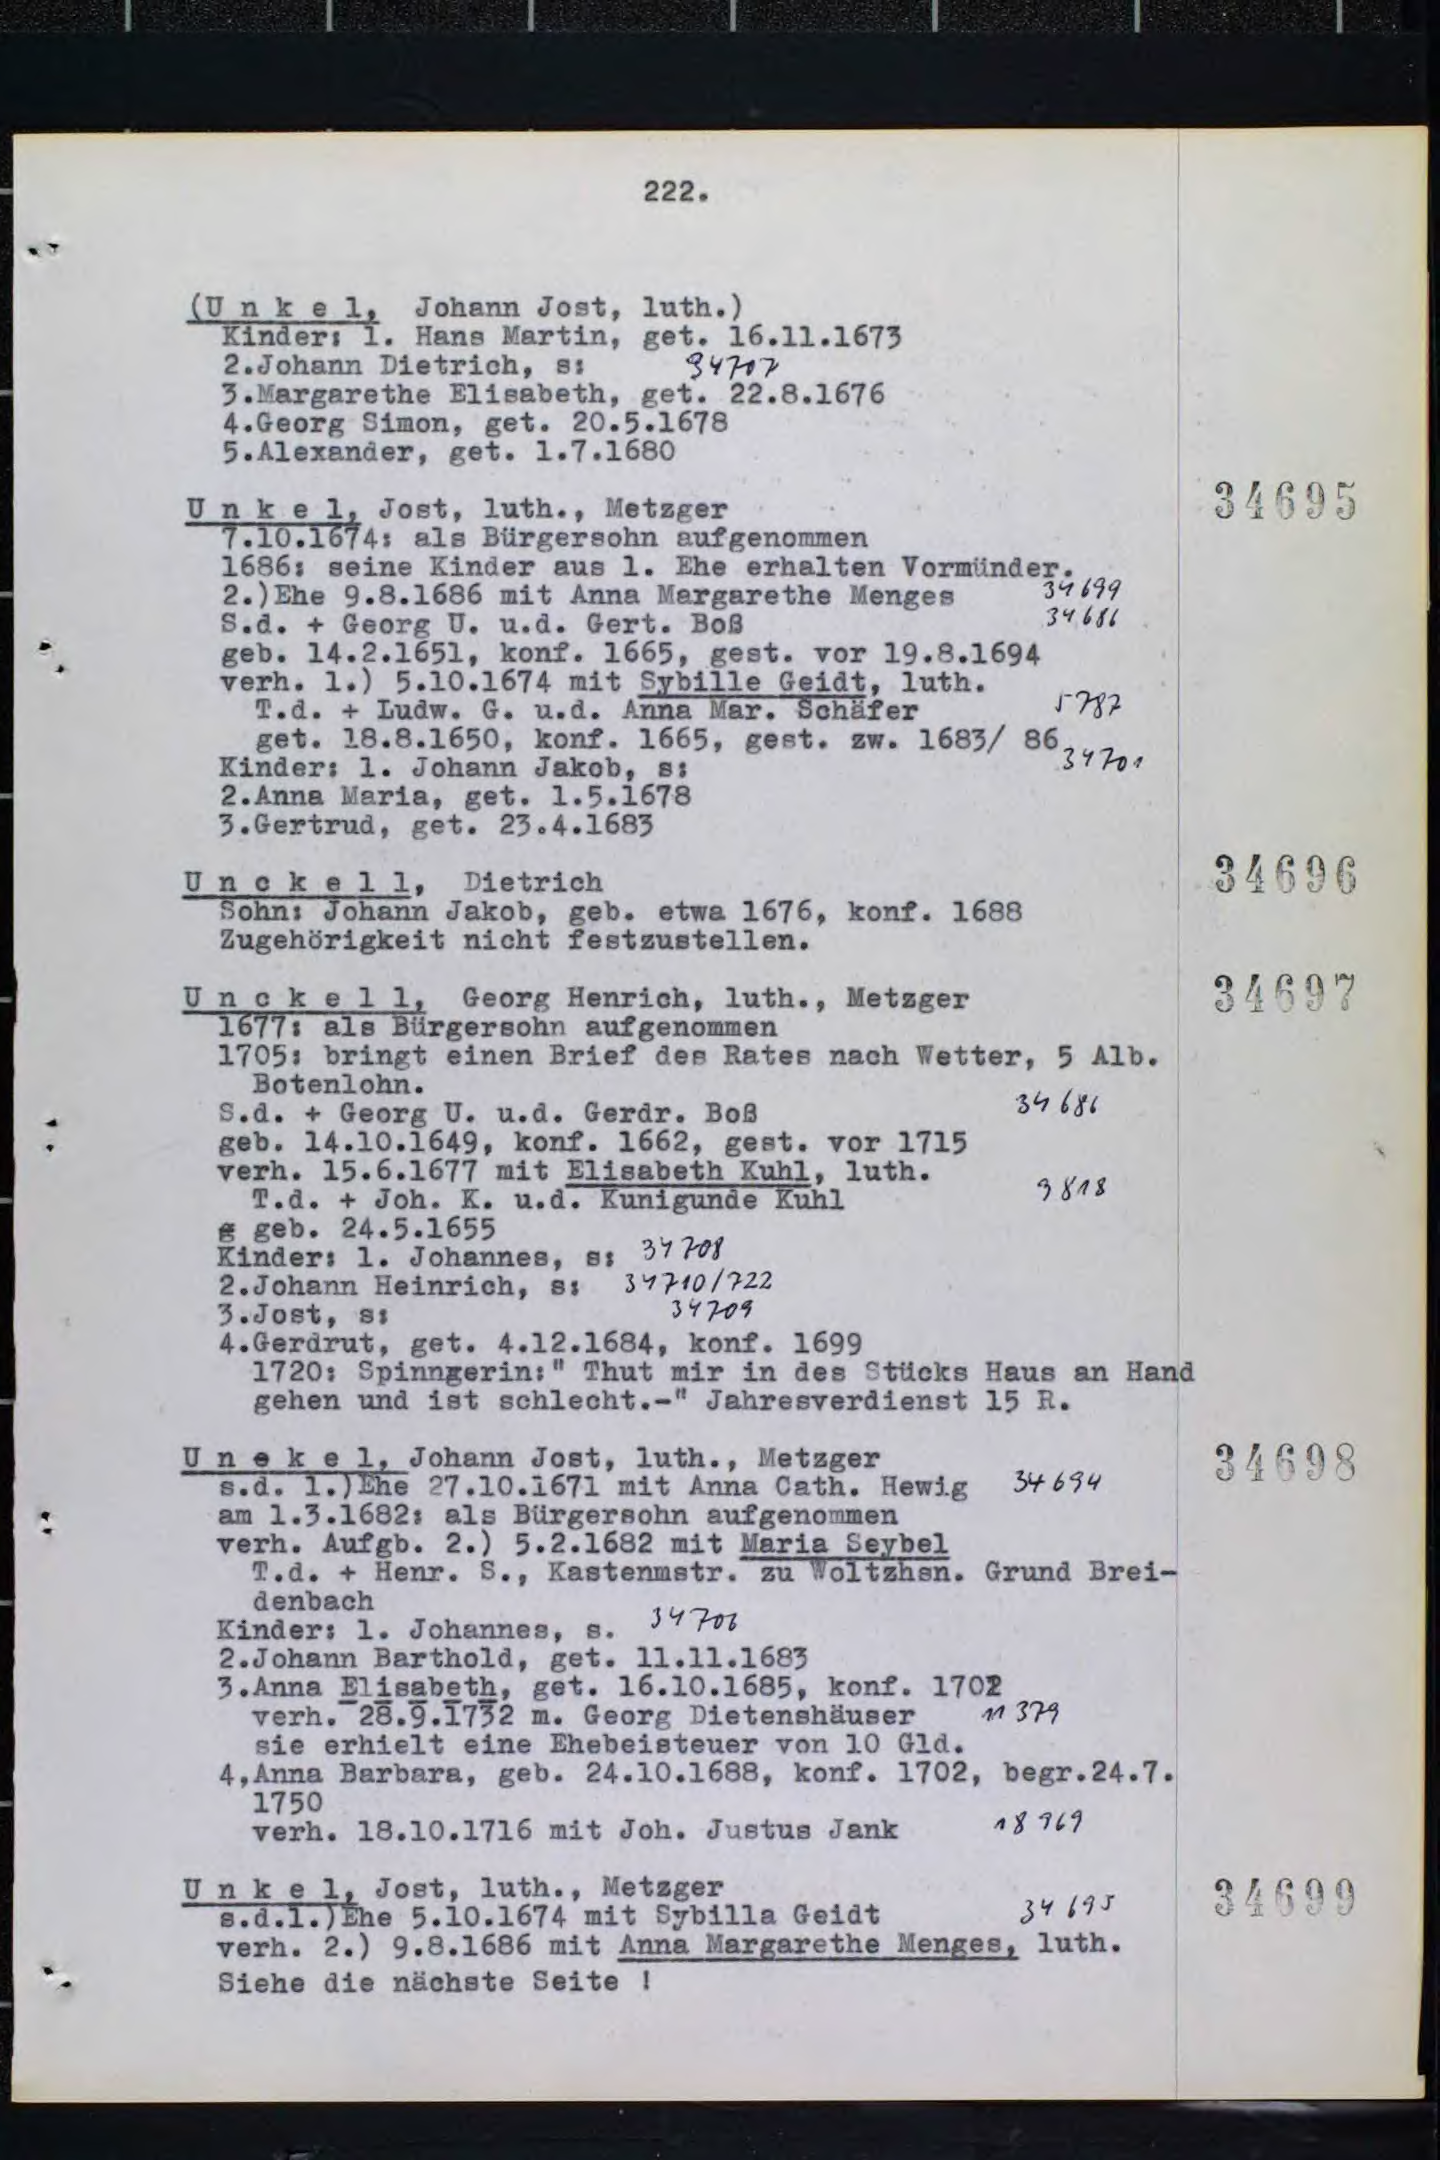 222.
(U n k e l, Johann Jost, luth.)
Kinder: 1. Hans Martin, get. 16.11.1673
2.Johann Dietrich, s: 34707
3.Margarethe Elisabeth, get. 22.8.1676
4.Georg Simon, get. 20.5.1678
5.Alexander, get. 1.7.1680
U n k e l, Jost, luth., Metzger 34695
7.10.1674: als Bürgersohn aufgenommen
1686: seine Kinder aus 1. Ehe erhalten Vormünder.
2.)Ehe 9.8.1686 mit Anna Margarethe Menges 34699
S.d. + Georg U. u.d. Gert. Boß 34686
geb. 14.2.1651, konf. 1665, gest. vor 19.8.1694
verh. 1.) 5.10.1674 mit Sybille Geidt, luth.
T.d. + Ludw. G. u.d. Anna Mar. Schäfer 5787
get. 18.8.1650, konf. 1665, gest. zw. 1683/ 86
Kinder: 1. Johann Jakob, s: 34701
2.Anna Maria, get. 1.5.1678
3.Gertrud, get. 23.4.1683
U n c k e l l, Dietrich 34696
Sohn: Johann Jakob, geb. etwa 1676, konf. 1688
Zugehörigkeit nicht festzustellen.
U n c k e l l, Georg Henrich, luth., Metzger 34697
1677: als Bürgersohn aufgenommen
1705: bringt einen Brief des Rates nach Wetter, 5 Alb.
Botenlohn.
S.d. + Georg U. u.d. Gerdr. Boß 34686
geb. 14.10.1649, konf. 1662, gest. vor 1715
verh. 15.6.1677 mit Elisabeth Kuhl, luth.
T.d. + Joh. K. u.d. Kunigunde Kuhl 9818
g geb. 24.5.1655
Kinder: 1. Johannes, s: 34708
2.Johann Heinrich, s: 34710/722
3.Jost, s: 34709
4.Gerdrut, get. 4.12.1684, konf. 1699
1720: Spinngerin:" Thut mir in des Stücks Haus an Hand
gehen und ist schlecht.-" Jahresverdienst 15 R.
U n e k e l, Johann Jost, luth., Metzger 34698
s.d. 1.)Ehe 27.10.1671 mit Anna Cath. Hewig 34694
am 1.3.1682: als Bürgersohn aufgenommen
verh. Aufgb. 2.) 5.2.1682 mit Maria Seybel
T.d. + Henr. S., Kastenmstr. zu Woltzhsn. Grund Brei-
denbach
Kinder: 1. Johannes, s. 34706
2.Johann Barthold, get. 11.11.1683
3.Anna Elisabeth, get. 16.10.1685, konf. 1702
verh. 28.9.1732 m. Georg Dietenshäuser 11379
sie erhielt eine Ehebeisteuer von 10 Gld.
4,Anna Barbara, geb. 24.10.1688, konf. 1702, begr.24.7.
1750
verh. 18.10.1716 mit Joh. Justus Jank 18969
U n k e l, Jost, luth., Metzger 34699
s.d.1.)Ehe 5.10.1674 mit Sybilla Geidt 34695
verh. 2.) 9.8.1686 mit Anna Margarethe Menges, luth.
Siehe die nächste Seite !